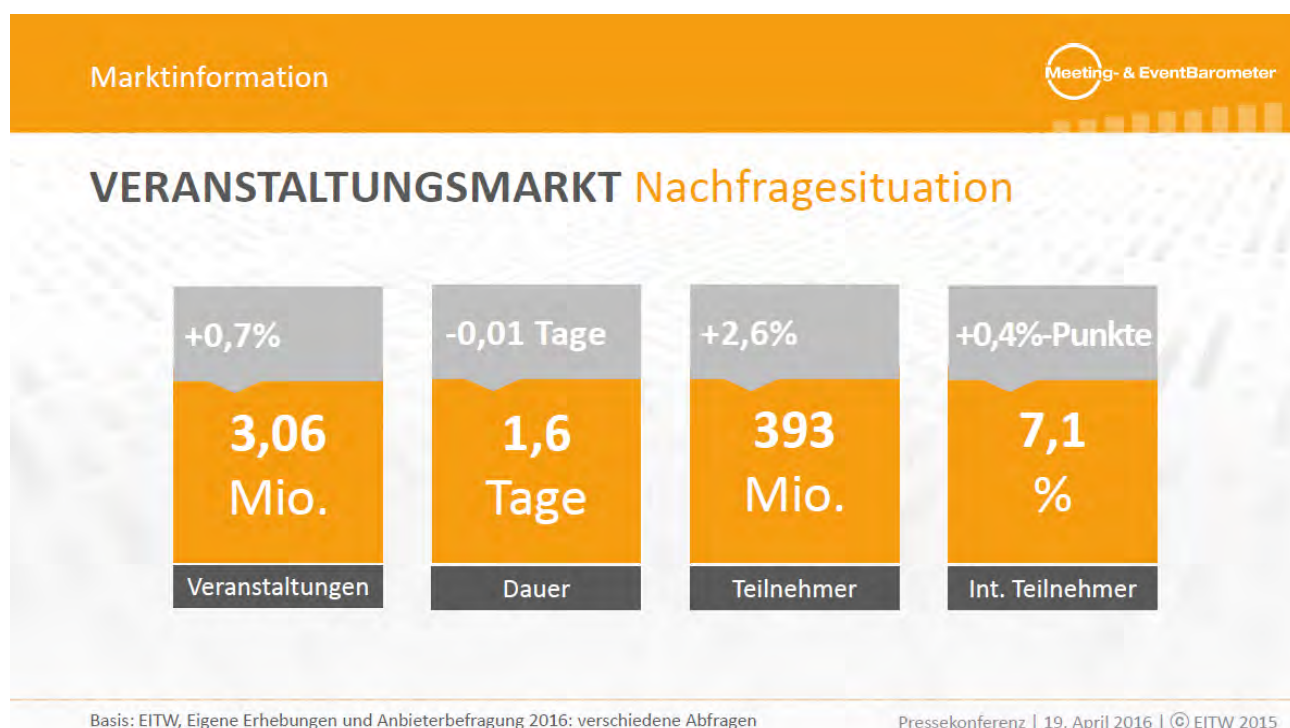 Marktinformation
Meeting- & EventBarometer
VERANSTALTUNGSMARKT Nachfragesituation
+0,7%
3,06
Mio.
Veranstaltungen
-0,01 Tage
1,6
Tage
Dauer
+2,6%
393
Mio.
Teilnehmer
+0,4%-Punkte
7,1
%
Int. Teilnehmer
Basis: EITW, Eigene Erhebungen und Anbieterbefragung 2016: verschiedene Abfragen
Pressekonferenz | 19. April 2016 | © EITW 2015